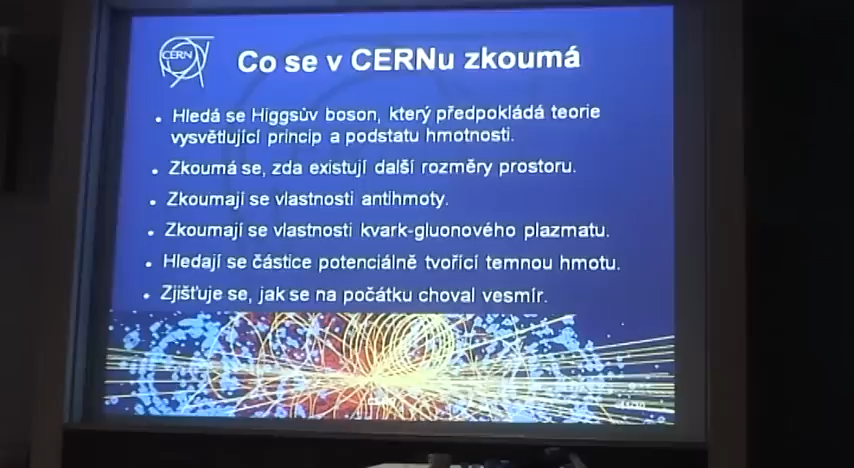 CERN
Co se v CERNu zkoumá
• Hledá se Higgsův boson, který předpokládá teorie
vysvětlující princip a podstatu hmotnosti.
• Zkoumá se, zda existují další rozměry prostoru.
• Zkoumají se vlastnosti antihmoty.
• Zkoumají se vlastnosti kvark-gluonového plazmatu.
• Hledají se částice potenciálně tvořící temnou hmotu.
• Zjišťuje se, jak se na počátku choval vesmír.